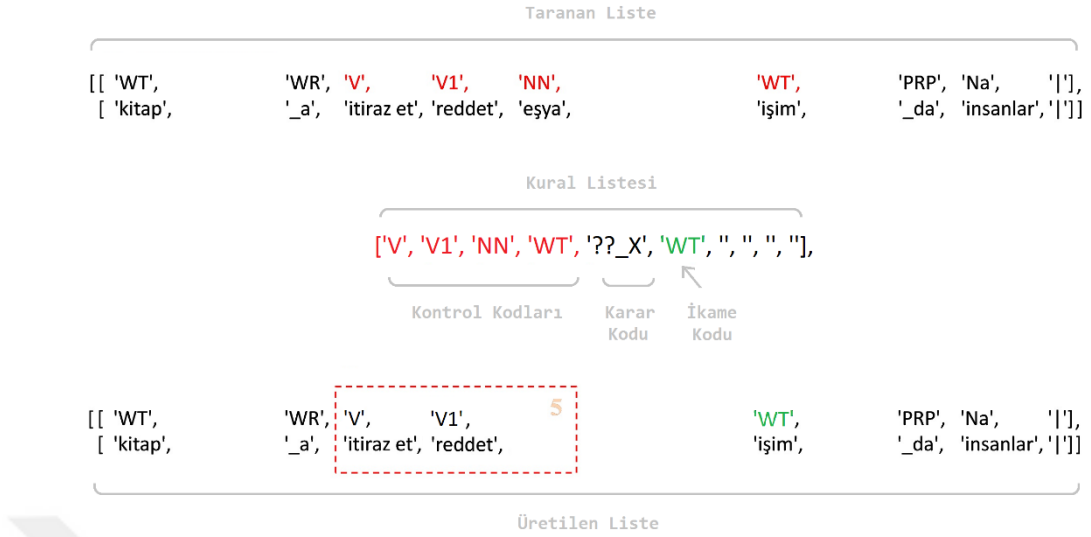 Taranan Liste
[[ 'WT', 'WR', 'V', 'V1', 'NN', 'WT', 'PRP', 'Na', '|'],
[ 'kitap', '_a', 'itiraz et', 'reddet', 'eşya', 'işim', '_da', 'insanlar', '|']]
Kural Listesi
['V', 'V1', 'NN', 'WT', '??_X', 'WT', '', '', '', ''],
Kontrol Kodları Karar Kodu İkame Kodu
5
[[ 'WT', 'WR', 'V', 'V1', 'WT', 'PRP', 'Na', '|'],
[ 'kitap', '_a', 'itiraz et', 'reddet', 'işim', '_da', 'insanlar', '|']]
Üretilen Liste